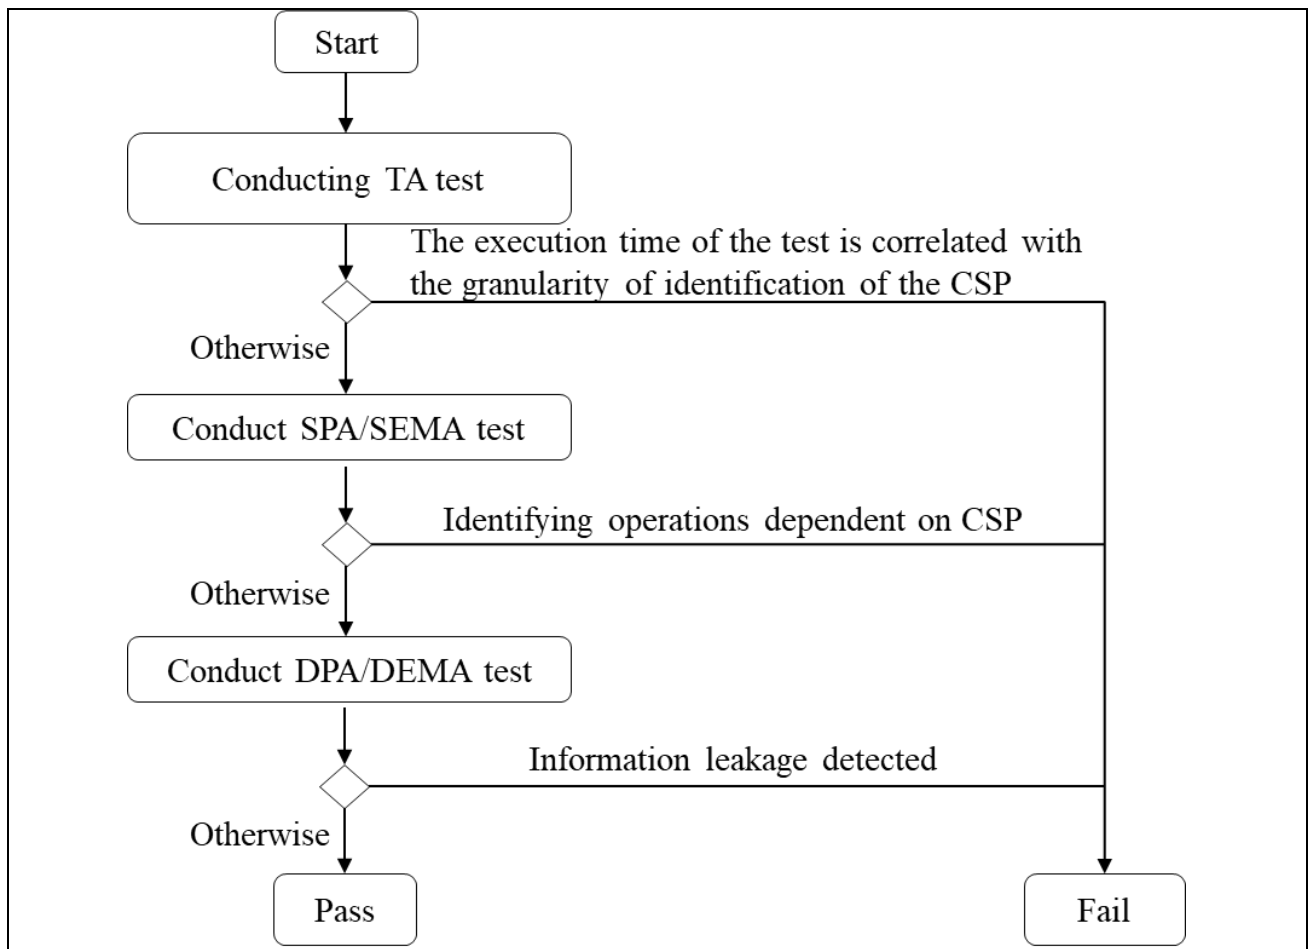 Start
Conducting TA test
The execution time of the test is correlated with
the granularity of identification of the CSP
Otherwise
Conduct SPA/SEMA test
Identifying operations dependent on CSP
Otherwise
Conduct DPA/DEMA test
Information leakage detected
Otherwise
Pass
Fail